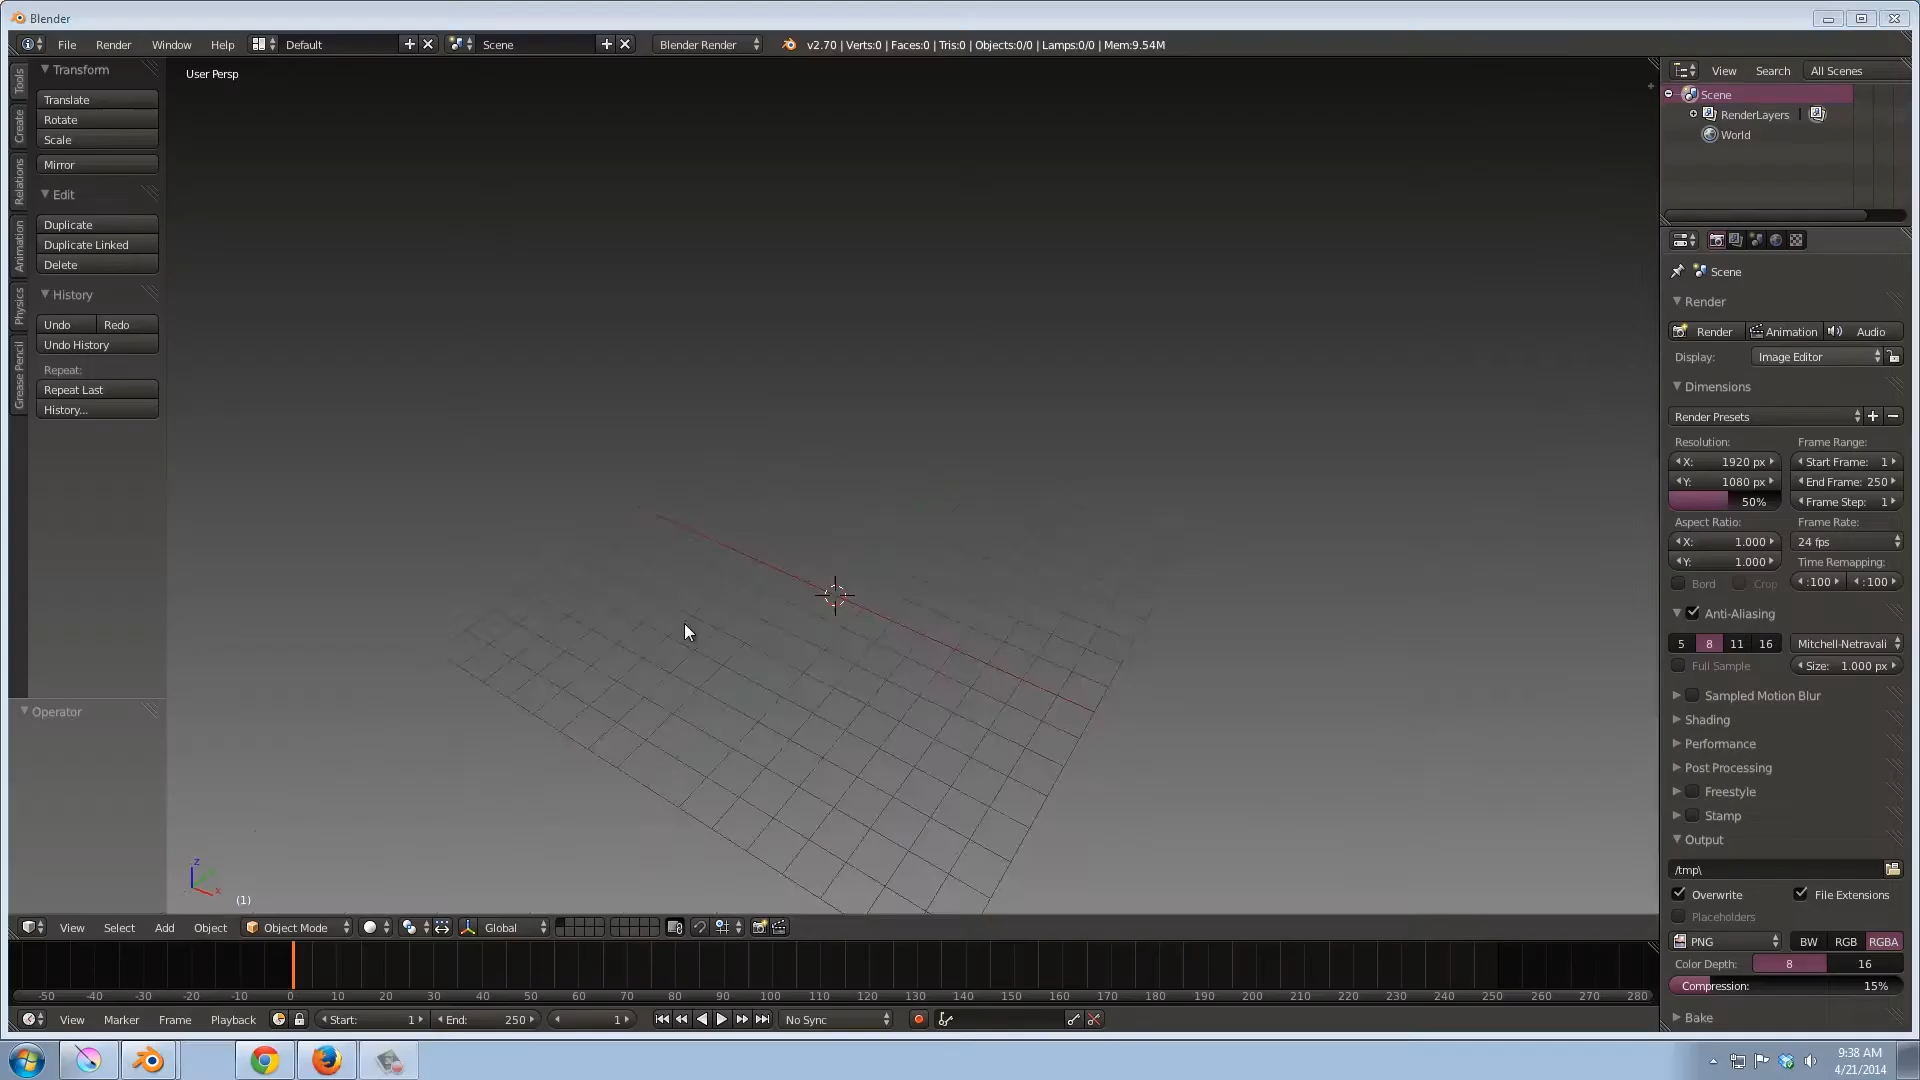 Blender
File Render Window Help Default Scene Blender Render v2.70 | Verts:0 | Faces:0 | Tris:0 | Objects:0/0 | Lamps:0/0 | Mem:9.54M
Tools
Create
Relations
Animation
Physics
Grease Pencil
Transform
Translate
Rotate
Scale
Mirror
Edit
Duplicate
Duplicate Linked
Delete
History
Undo Redo
Undo History
Repeat:
Repeat Last
History...
Operator
User Persp
z
x
(1)
View Search All Scenes
Scene
RenderLayers |
World
Scene
Render
Render Animation Audio
Display: Image Editor
Dimensions
Render Presets
Resolution: Frame Range:
X: 1920 px Start Frame: 1
Y: 1080 px End Frame: 250
50% Frame Step: 1
Aspect Ratio: Frame Rate:
X: 1.000 24 fps
Y: 1.000 Time Remapping:
Bord Crop :100 :100
Anti-Aliasing
5 8 11 16 Mitchell-Netravali
Full Sample Size: 1.000 px
Sampled Motion Blur
Shading
Performance
Post Processing
Freestyle
Stamp
Output
/tmp\
Overwrite File Extensions
Placeholders
PNG BW RGB RGBA
Color Depth: 8 16
Compression: 15%
Bake
View Select Add Object Object Mode Global
-50 -40 -30 -20 -10 0 10 20 30 40 50 60 70 80 90 100 110 120 130 140 150 160 170 180 190 200 210 220 230 240 250 260 270 280
View Marker Frame Playback Start: 1 End: 250 1 No Sync
9:38 AM
4/21/2014